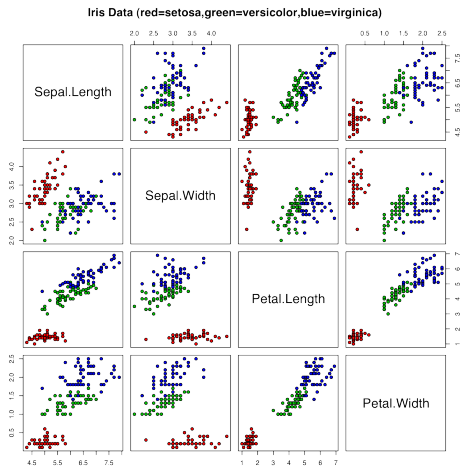 Iris Data (red=setosa,green=versicolor,blue=virginica)
2.0 2.5 3.0 3.5 4.0
0.5 1.0 1.5 2.0 2.5
Sepal.Length
4.5 5.5 6.5 7.5
2.0 2.5 3.0 3.5 4.0
Sepal.Width
Petal.Length
1 2 3 4 5 6 7
0.5 1.0 1.5 2.0 2.5
Petal.Width
4.5 5.5 6.5 7.5
1 2 3 4 5 6 7